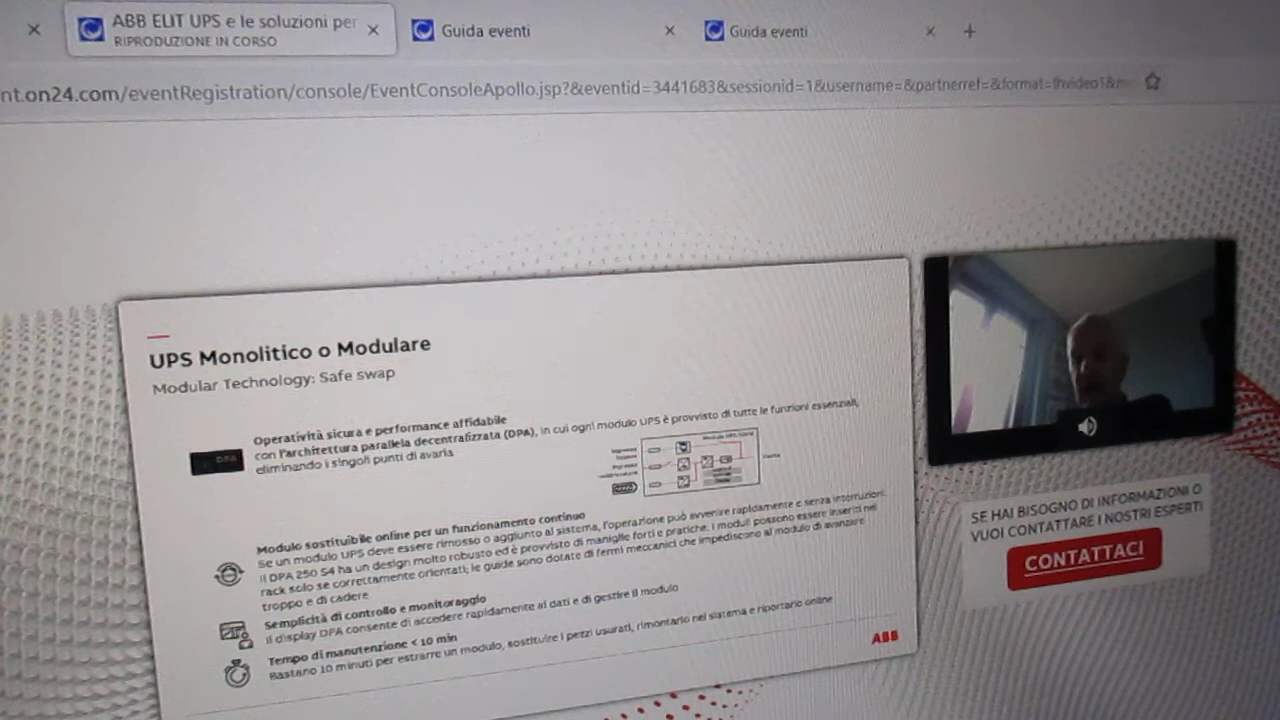 ABB ELIT UPS e le soluzioni per
RIPRODUZIONE IN CORSO
Guida eventi
Guida eventi
nt.on24.com/eventRegistration/console/EventConsoleApollo.jsp?&eventid=3441683&sessionid=1&username=&partnerref=&format=fhvideo1&m
UPS Monolitico o Modulare
Modular Technology: Safe swap
DPA
Operatività sicura e performance affidabile
con l'architettura parallela decentralizzata (DPA), in cui ogni modulo UPS è provvisto di tutte le funzioni essenziali,
eliminando i singoli punti di avaria
Modulo sostituibile online per un funzionamento continuo
Se un modulo UPS deve essere rimosso o aggiunto al sistema, l'operazione può avvenire rapidamente e senza interruzioni.
Il DPA 250 S4 ha un design molto robusto ed è provvisto di maniglie forti e pratiche. I moduli possono essere inseriti nel
rack solo se correttamente orientati; le guide sono dotate di fermi meccanici che impediscono al modulo di avanzare
troppo e di cadere
Semplicità di controllo e monitoraggio
Il display DPA consente di accedere rapidamente ai dati e di gestire il modulo
Tempo di manutenzione < 10 min
Bastano 10 minuti per estrarre un modulo, sostituire i pezzi usurati, rimontarlo nel sistema e riportarlo online
ABB
SE HAI BISOGNO DI INFORMAZIONI O
VUOI CONTATTARE I NOSTRI ESPERTI
CONTATTACI